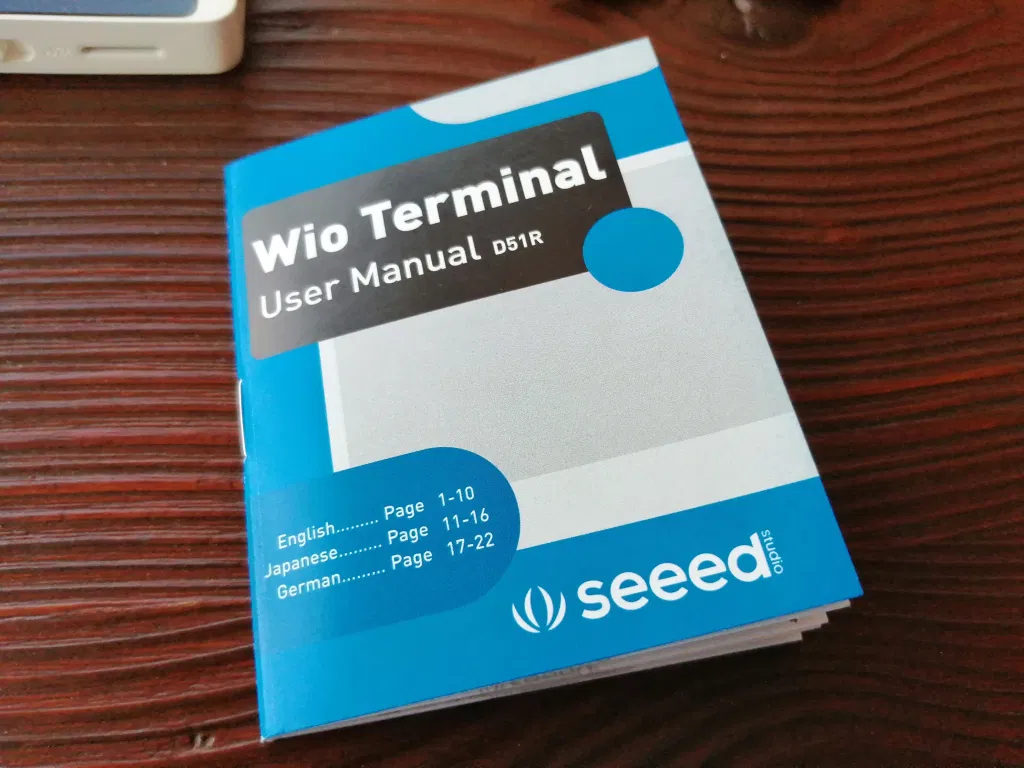 Wio Terminal
User Manual D51R
English......... Page 1-10
Japanese......... Page 11-16
German......... Page 17-22
seeed studio